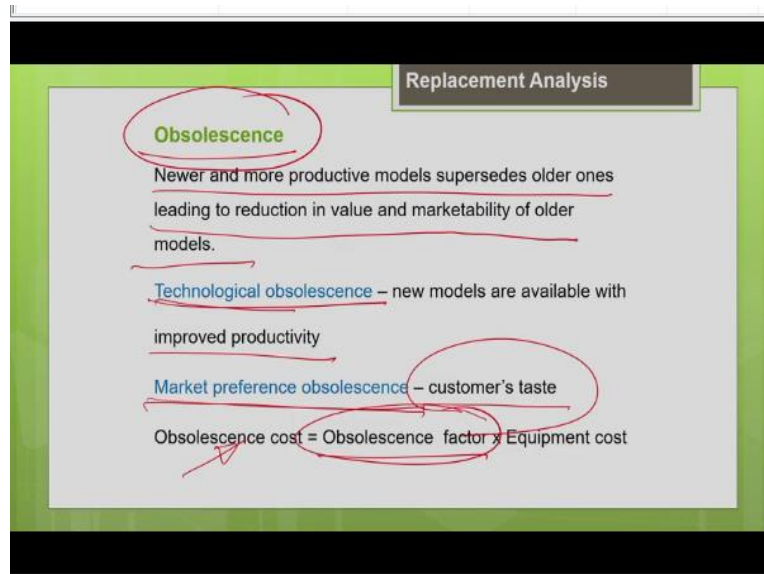 Replacement Analysis
Obsolescence
Newer and more productive models supersedes older ones
leading to reduction in value and marketability of older
models.
Technological obsolescence – new models are available with
improved productivity
Market preference obsolescence – customer's taste
Obsolescence cost = Obsolescence factor x Equipment cost